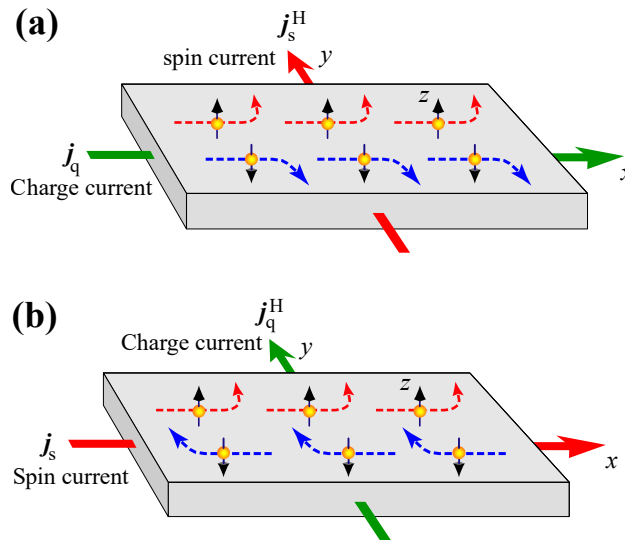 (a)
j_s^H
spin current
y
z
j_q
Charge current
x
(b)
j_q^H
Charge current
y
z
j_s
Spin current
x